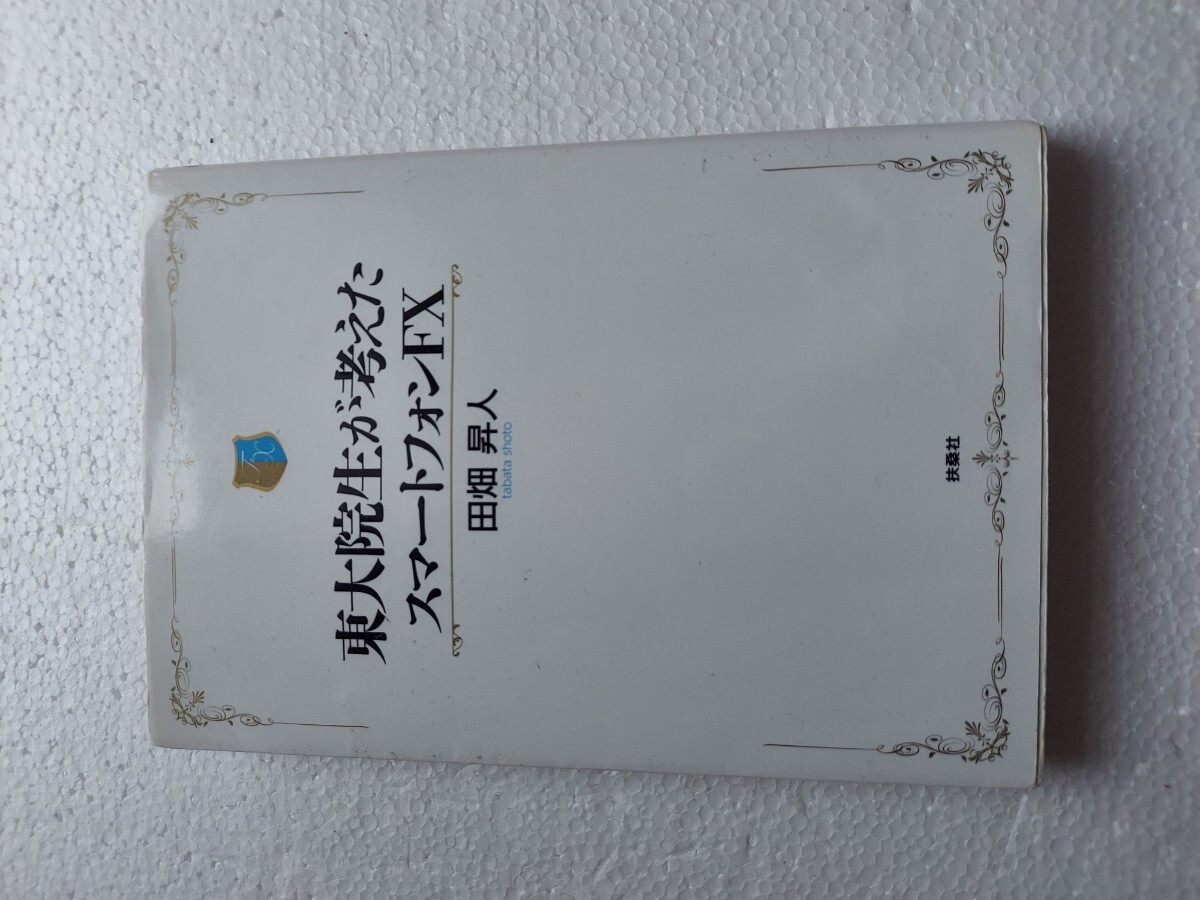 FX
東大院生が考えた
スマートフォンFX
田畑 昇人
tabata shoto
扶桑社